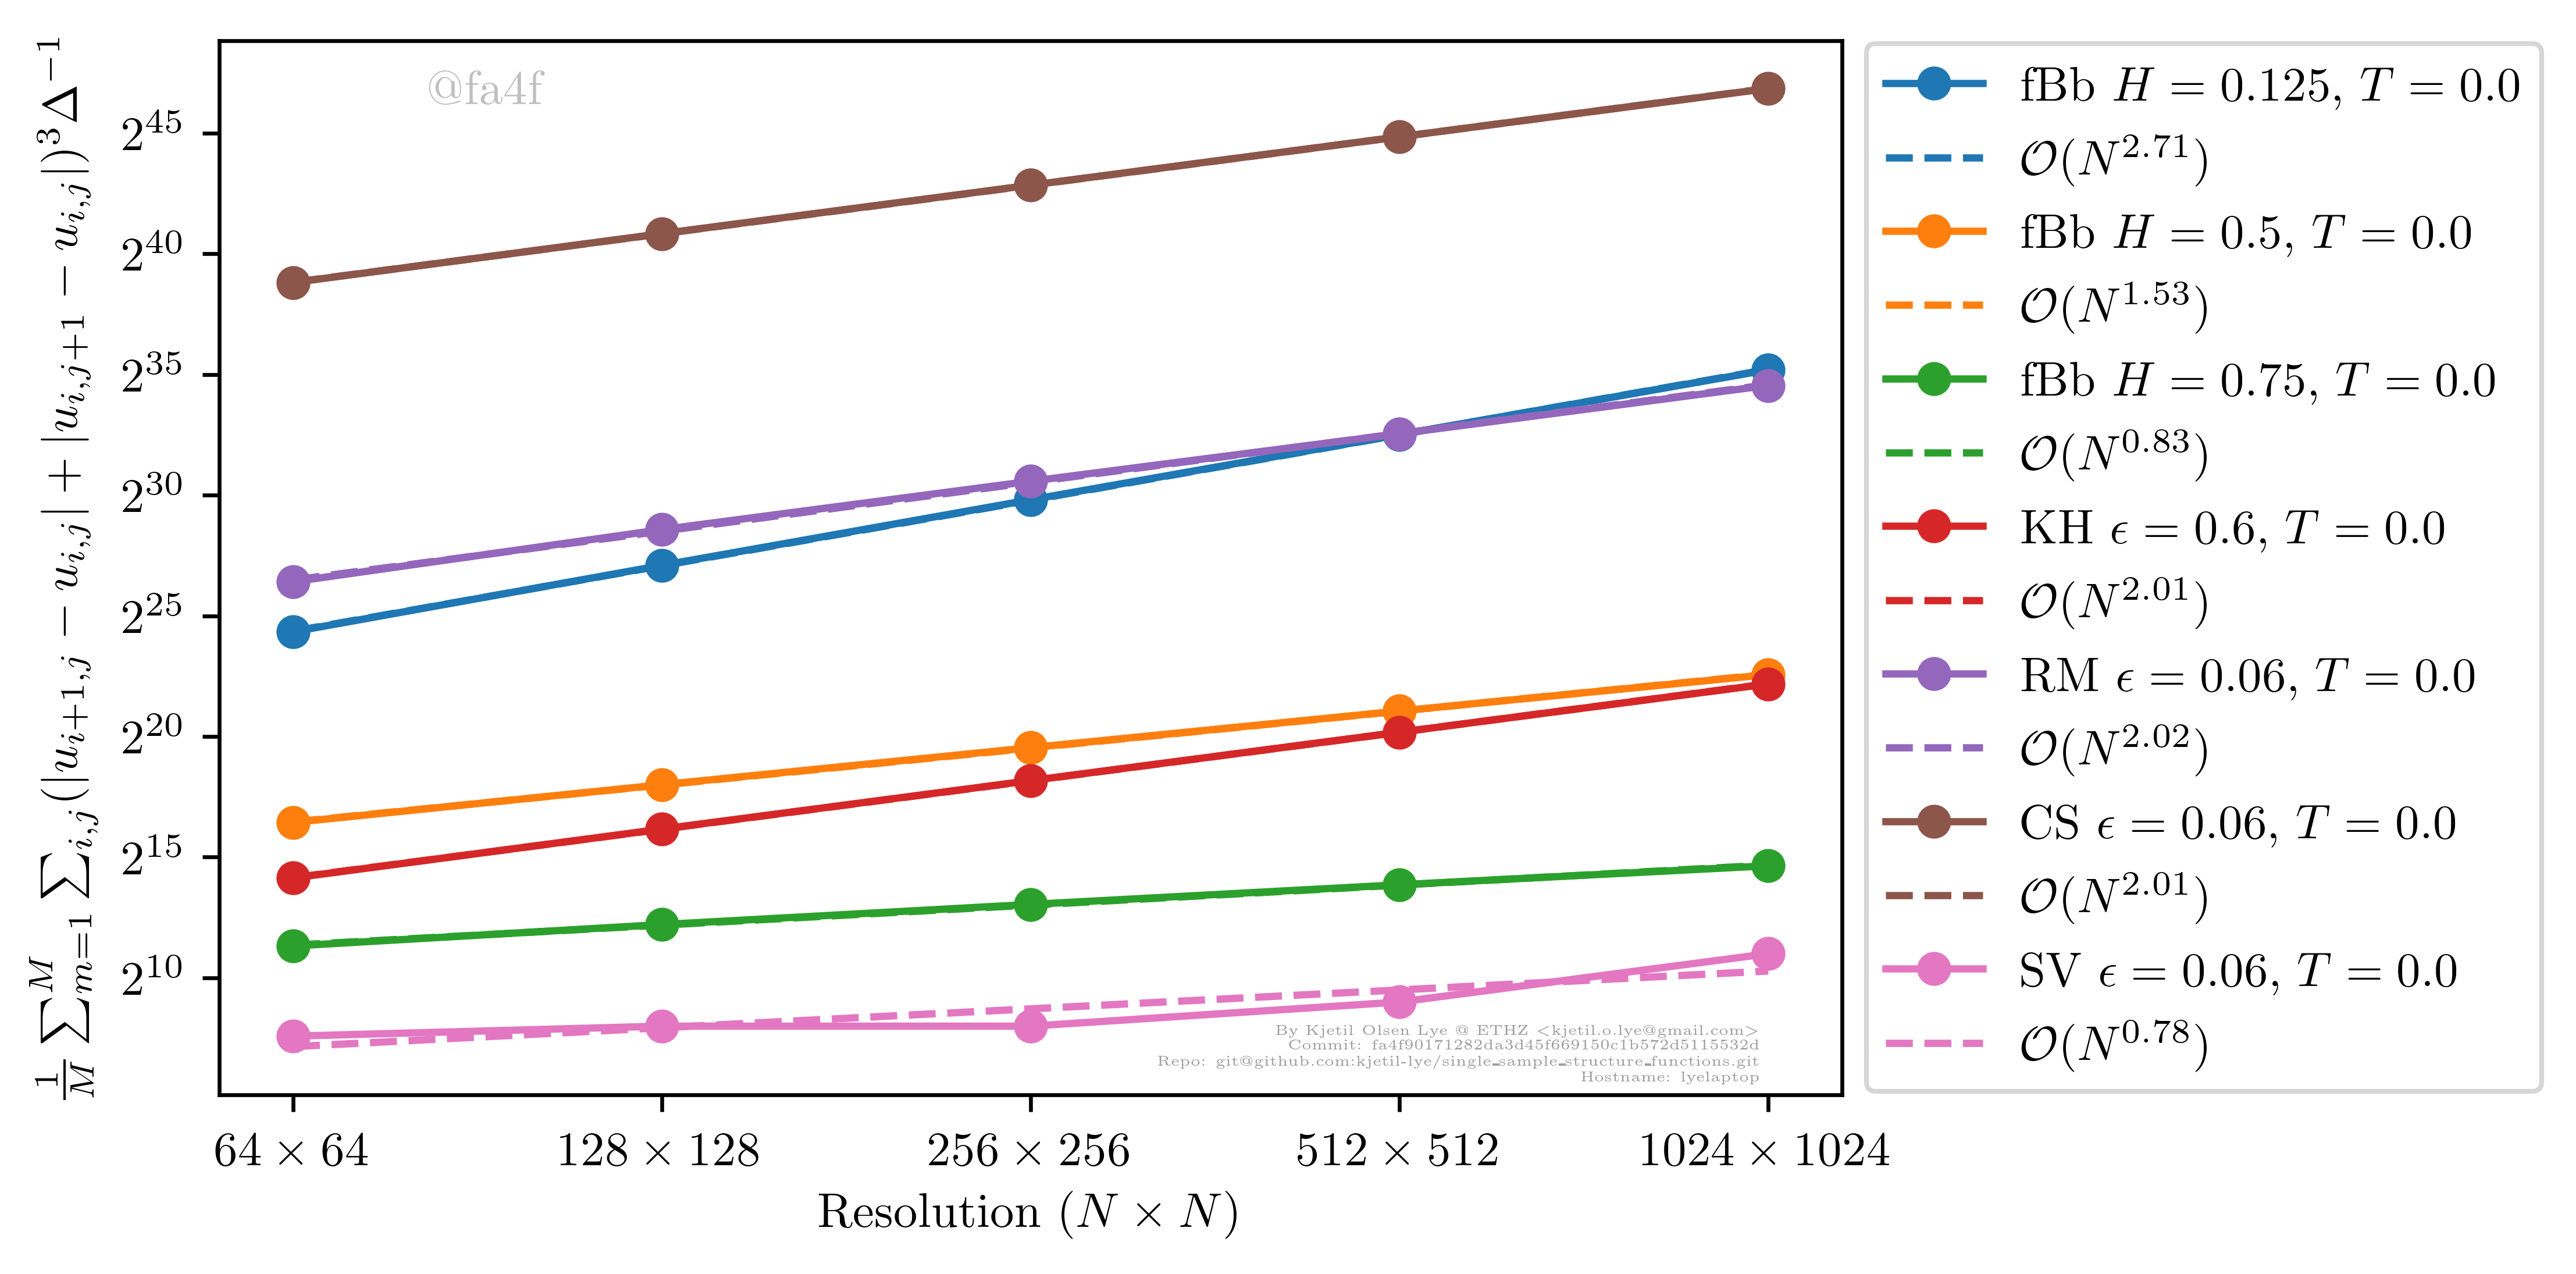 @fa4f
1/M ∑_{m=1}^{M} ∑_{i,j}(|u_{i+1,j} − u_{i,j}| + |u_{i,j+1} − u_{i,j}|)^3 Δ^{−1}
2^{45}
2^{40}
2^{35}
2^{30}
2^{25}
2^{20}
2^{15}
2^{10}
64 × 64
128 × 128
256 × 256
512 × 512
1024 × 1024
Resolution (N × N)
By Kjetil Olsen Lye @ ETHZ <kjetil.o.lye@gmail.com>
Commit: fa4f90171282da3d45f669150c1b572d5115532d
Repo: git@github.com:kjetil-lye/single_sample_structure_functions.git
Hostname: lyelaptop
fBb H = 0.125, T = 0.0
𝒪(N^{2.71})
fBb H = 0.5, T = 0.0
𝒪(N^{1.53})
fBb H = 0.75, T = 0.0
𝒪(N^{0.83})
KH ϵ = 0.6, T = 0.0
𝒪(N^{2.01})
RM ϵ = 0.06, T = 0.0
𝒪(N^{2.02})
CS ϵ = 0.06, T = 0.0
𝒪(N^{2.01})
SV ϵ = 0.06, T = 0.0
𝒪(N^{0.78})